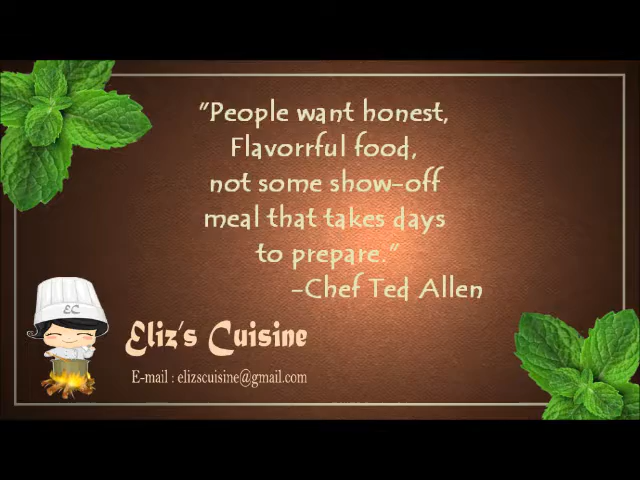 "People want honest,
Flavorrful food,
not some show-off
meal that takes days
to prepare."
-Chef Ted Allen
EC
Eliz's Cuisine
E-mail : elizscuisine@gmail.com